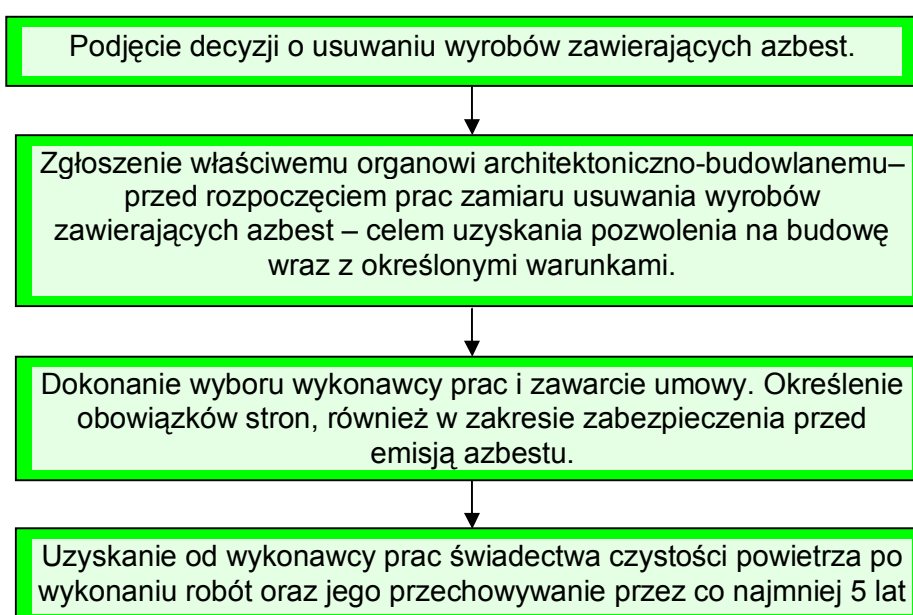 Podjęcie decyzji o usuwaniu wyrobów zawierających azbest.
Zgłoszenie właściwemu organowi architektoniczno-budowlanemu–
przed rozpoczęciem prac zamiaru usuwania wyrobów
zawierających azbest – celem uzyskania pozwolenia na budowę
wraz z określonymi warunkami.
Dokonanie wyboru wykonawcy prac i zawarcie umowy. Określenie
obowiązków stron, również w zakresie zabezpieczenia przed
emisją azbestu.
Uzyskanie od wykonawcy prac świadectwa czystości powietrza po
wykonaniu robót oraz jego przechowywanie przez co najmniej 5 lat